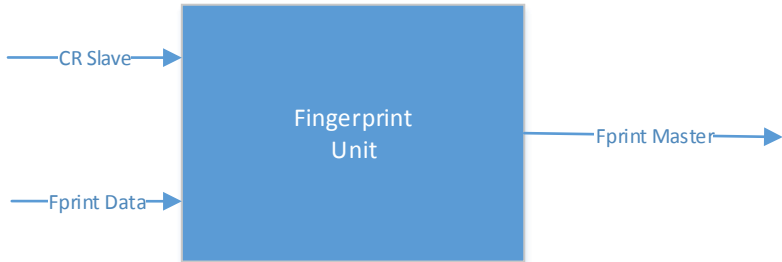 CR Slave
Fingerprint
Unit
Fprint Master
Fprint Data